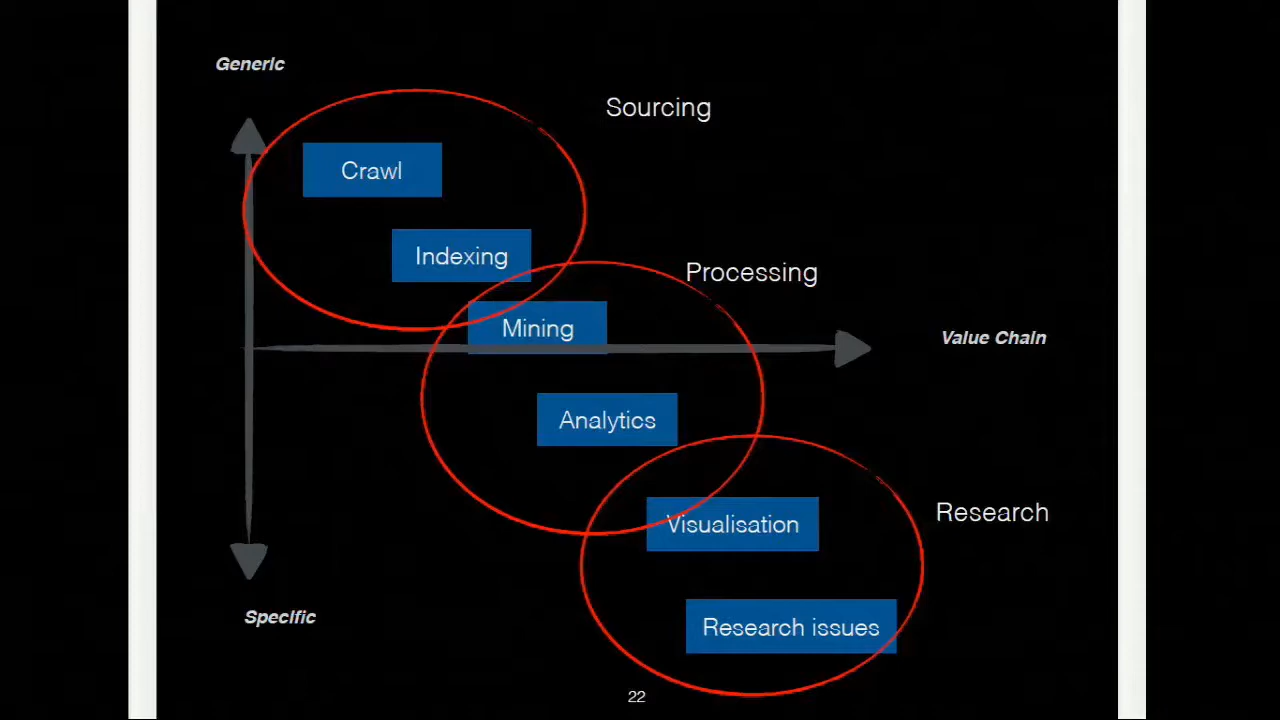 Generic
Sourcing
Crawl
Indexing
Processing
Mining
Value Chain
Analytics
Research
Visualisation
Specific
Research issues
22